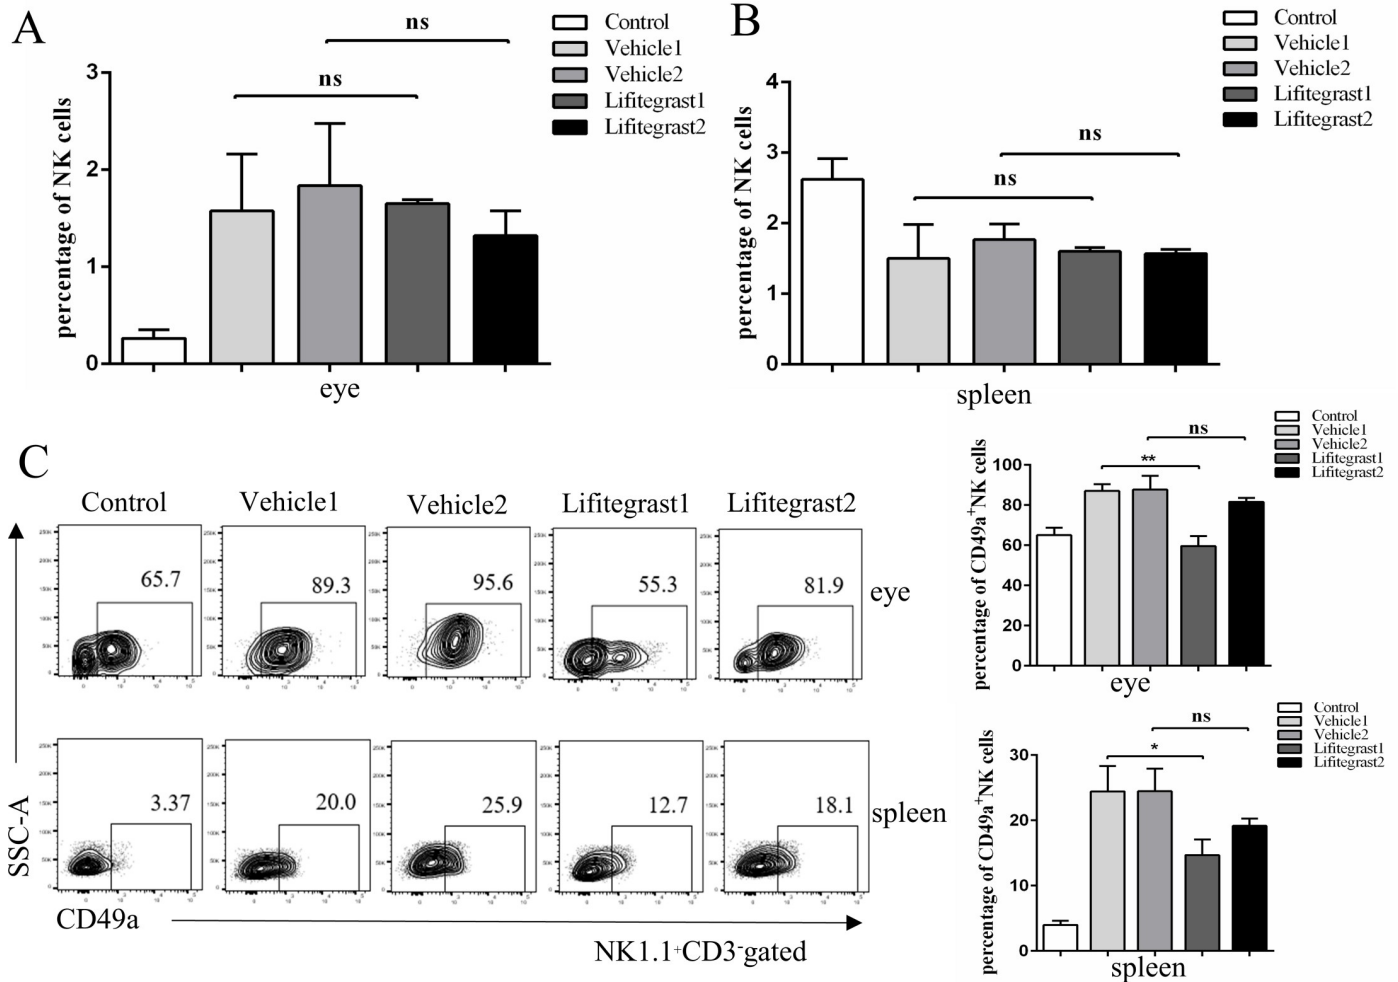 A
ns
ns
Control
Vehicle1
Vehicle2
Lifitegrast1
Lifitegrast2
percentage of NK cells
3
2
1
0
eye
B
ns
ns
Control
Vehicle1
Vehicle2
Lifitegrast1
Lifitegrast2
percentage of NK cells
4
3
2
1
0
spleen
C
Control
Vehicle1
Vehicle2
Lifitegrast1
Lifitegrast2
65.7
89.3
95.6
55.3
81.9
eye
3.37
20.0
25.9
12.7
18.1
spleen
SSC-A
CD49a
NK1.1⁺CD3⁻gated
Control
Vehicle1
Vehicle2
Lifitegrast1
Lifitegrast2
ns
**
percentage of CD49a⁺NK cells
100
80
60
40
20
0
eye
Control
Vehicle1
Vehicle2
Lifitegrast1
Lifitegrast2
ns
*
percentage of CD49a⁺NK cells
30
20
10
0
spleen